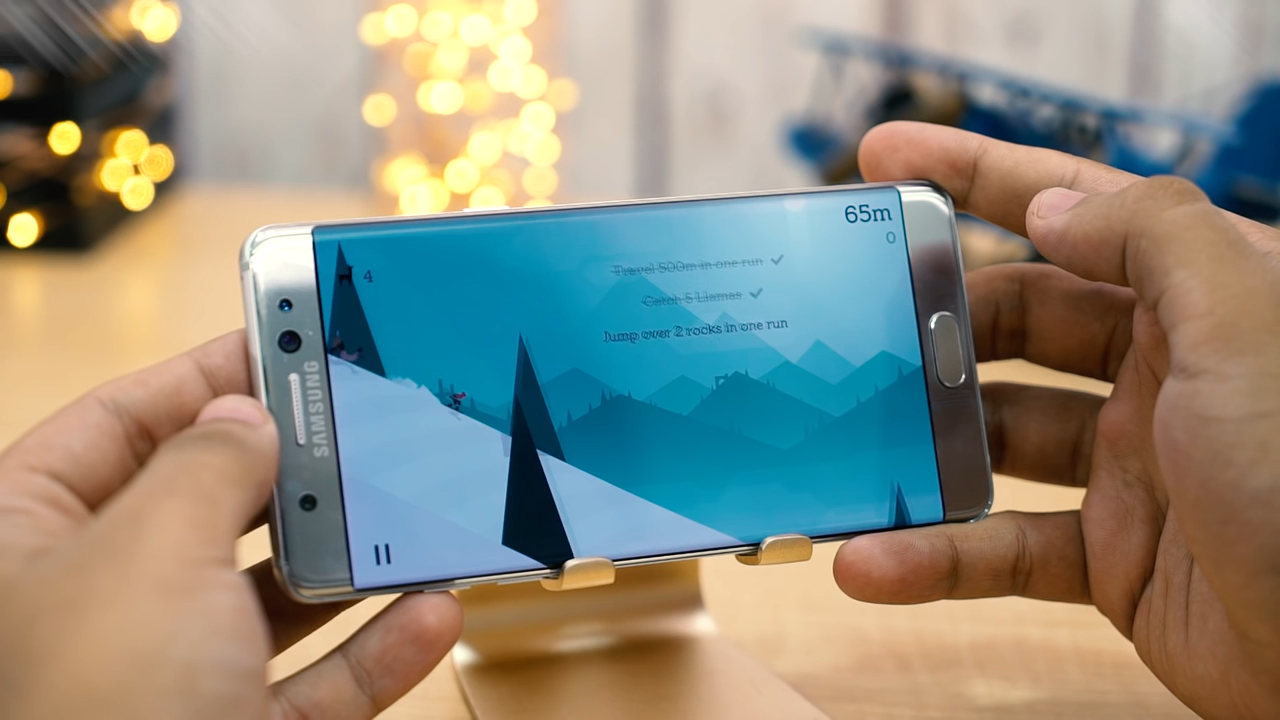 65m
0
4
Travel 500m in one run
Catch 5 Llamas
Jump over 2 rocks in one run
SAMSUNG